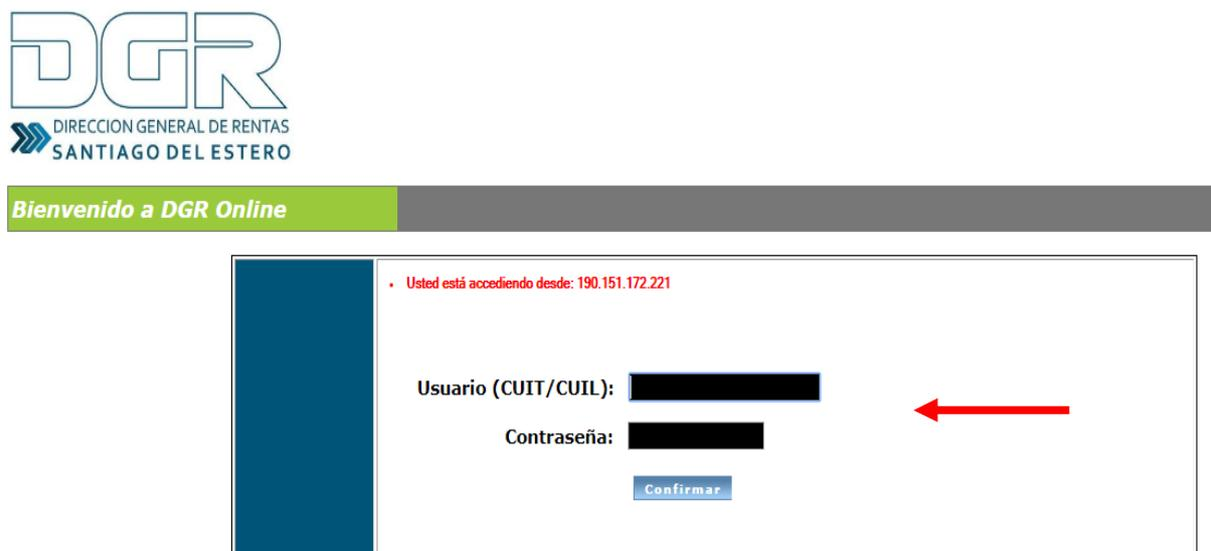 DGR
DIRECCION GENERAL DE RENTAS
SANTIAGO DEL ESTERO
Bienvenido a DGR Online
Usted está accediendo desde: 190.151.172.221
Usuario (CUIT/CUIL):
Contraseña:
Confirmar